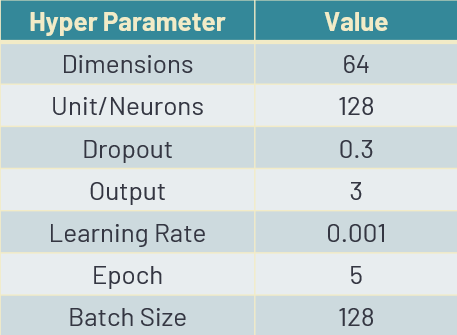 Hyper Parameter Value
Dimensions 64
Unit/Neurons 128
Dropout 0.3
Output 3
Learning Rate 0.001
Epoch 5
Batch Size 128